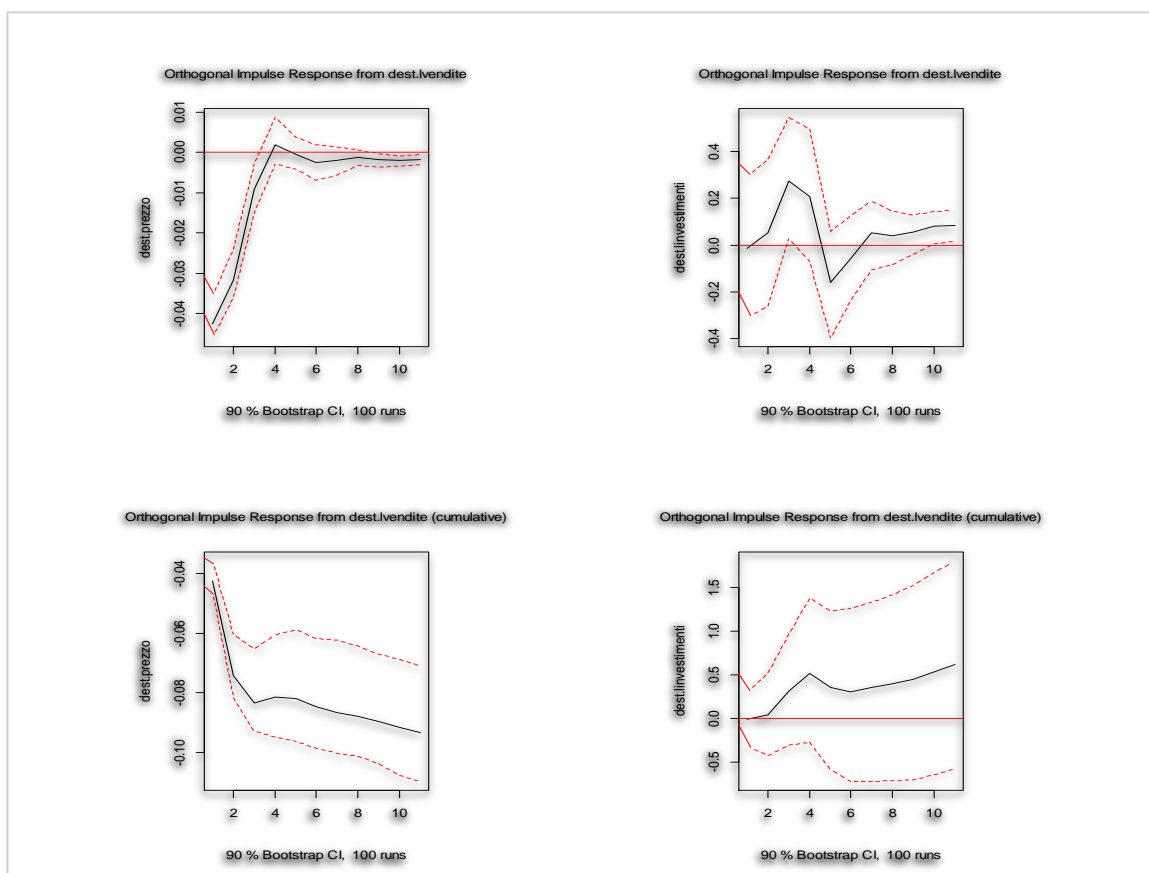 Orthogonal Impulse Response from dest.lvendite
dest.prezzo
0.01
0.00
-0.01
-0.02
-0.03
-0.04
2 4 6 8 10
90 % Bootstrap CI, 100 runs
Orthogonal Impulse Response from dest.lvendite
dest.linvestimenti
0.4
0.2
0.0
-0.2
-0.4
2 4 6 8 10
90 % Bootstrap CI, 100 runs
Orthogonal Impulse Response from dest.lvendite (cumulative)
dest.prezzo
-0.04
-0.06
-0.08
-0.10
2 4 6 8 10
90 % Bootstrap CI, 100 runs
Orthogonal Impulse Response from dest.lvendite (cumulative)
dest.linvestimenti
1.5
1.0
0.5
0.0
-0.5
2 4 6 8 10
90 % Bootstrap CI, 100 runs